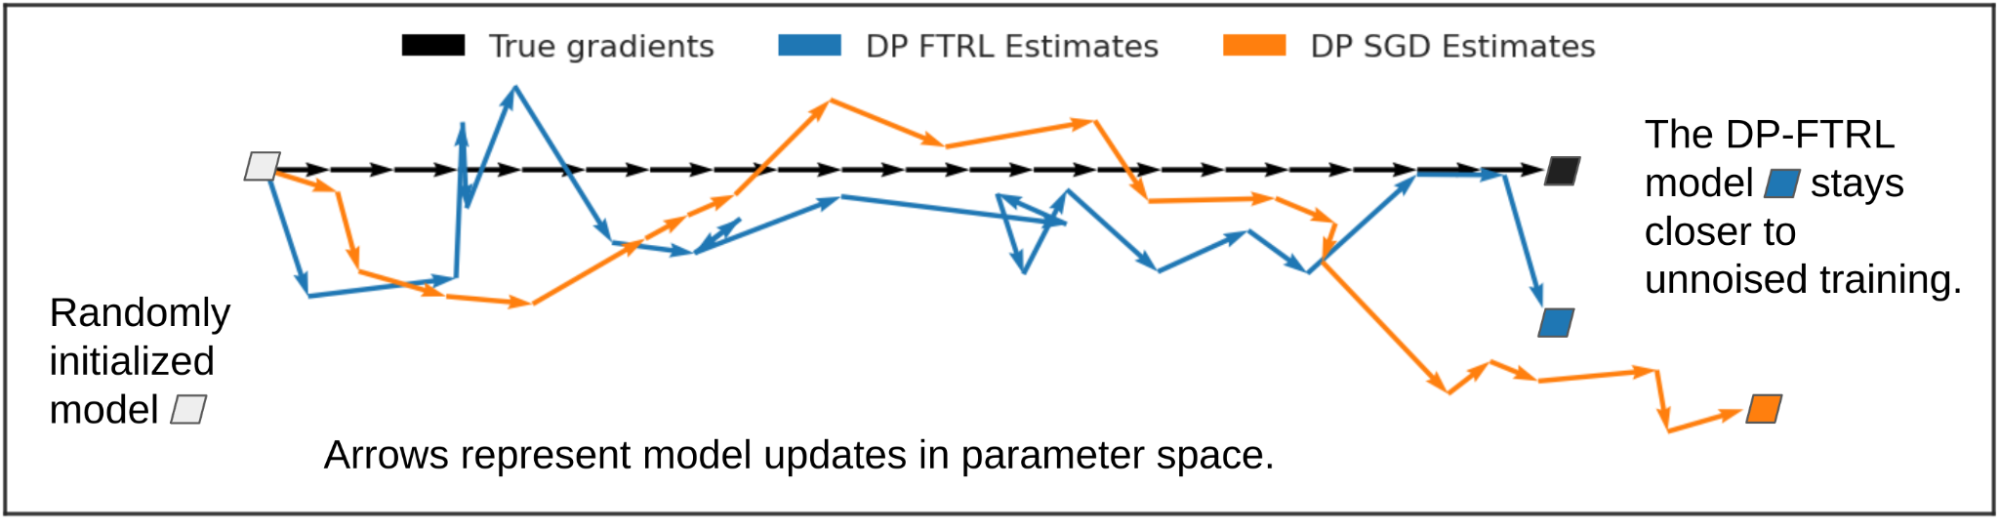 True gradients DP FTRL Estimates DP SGD Estimates
The DP-FTRL
model stays
closer to
unnoised training.
Randomly
initialized
model
Arrows represent model updates in parameter space.